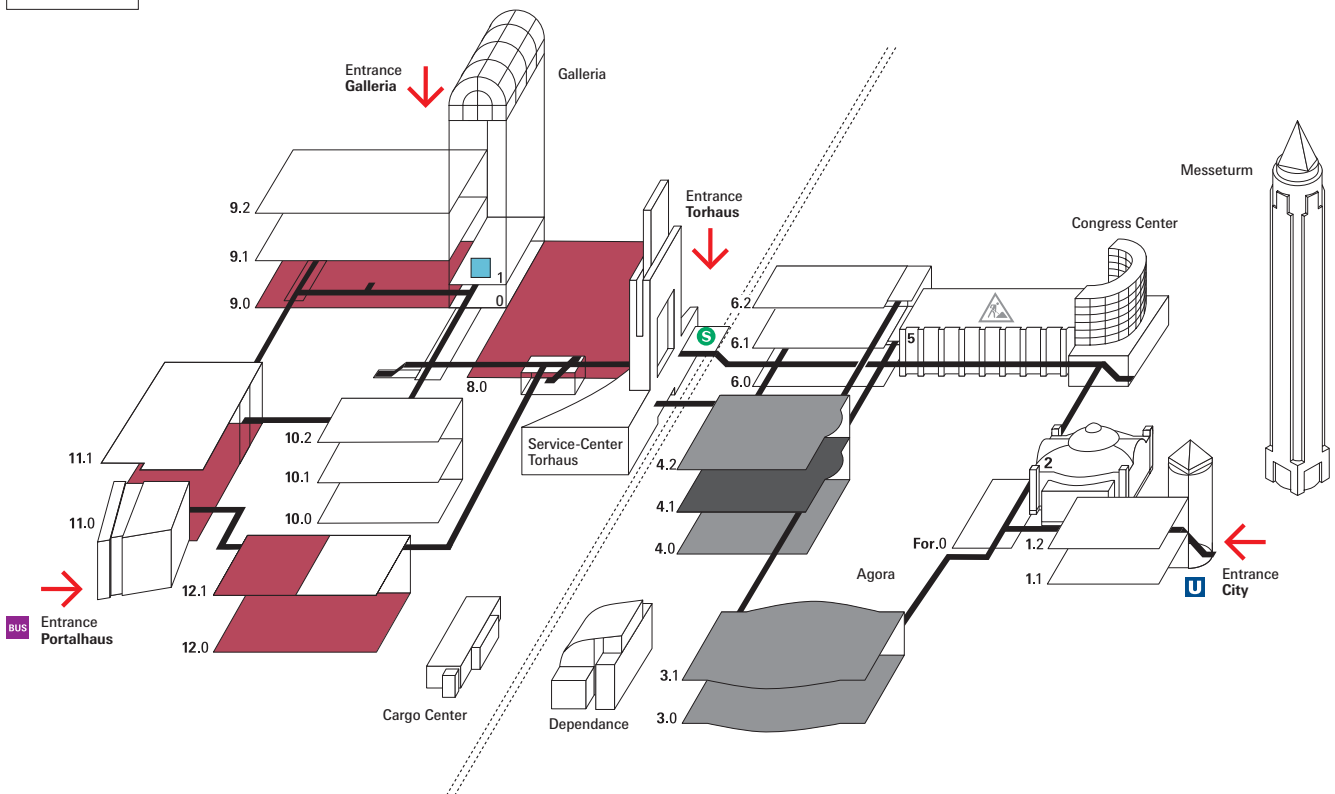 Entrance
Galleria
Galleria
Messeturm
Entrance
Torhaus
9.2
Congress Center
9.1
1
0
9.0
6.2
S
6.1
5
6.0
8.0
4
11.1
10.2
Service-Center
Torhaus
4.2
2
10.1
4.1
11.0
10.0
4.0
For.0
1.2
1.1
Agora
U
Entrance
City
12.1
BUS
Entrance
Portalhaus
12.0
3.1
3.0
Cargo Center
Dependance